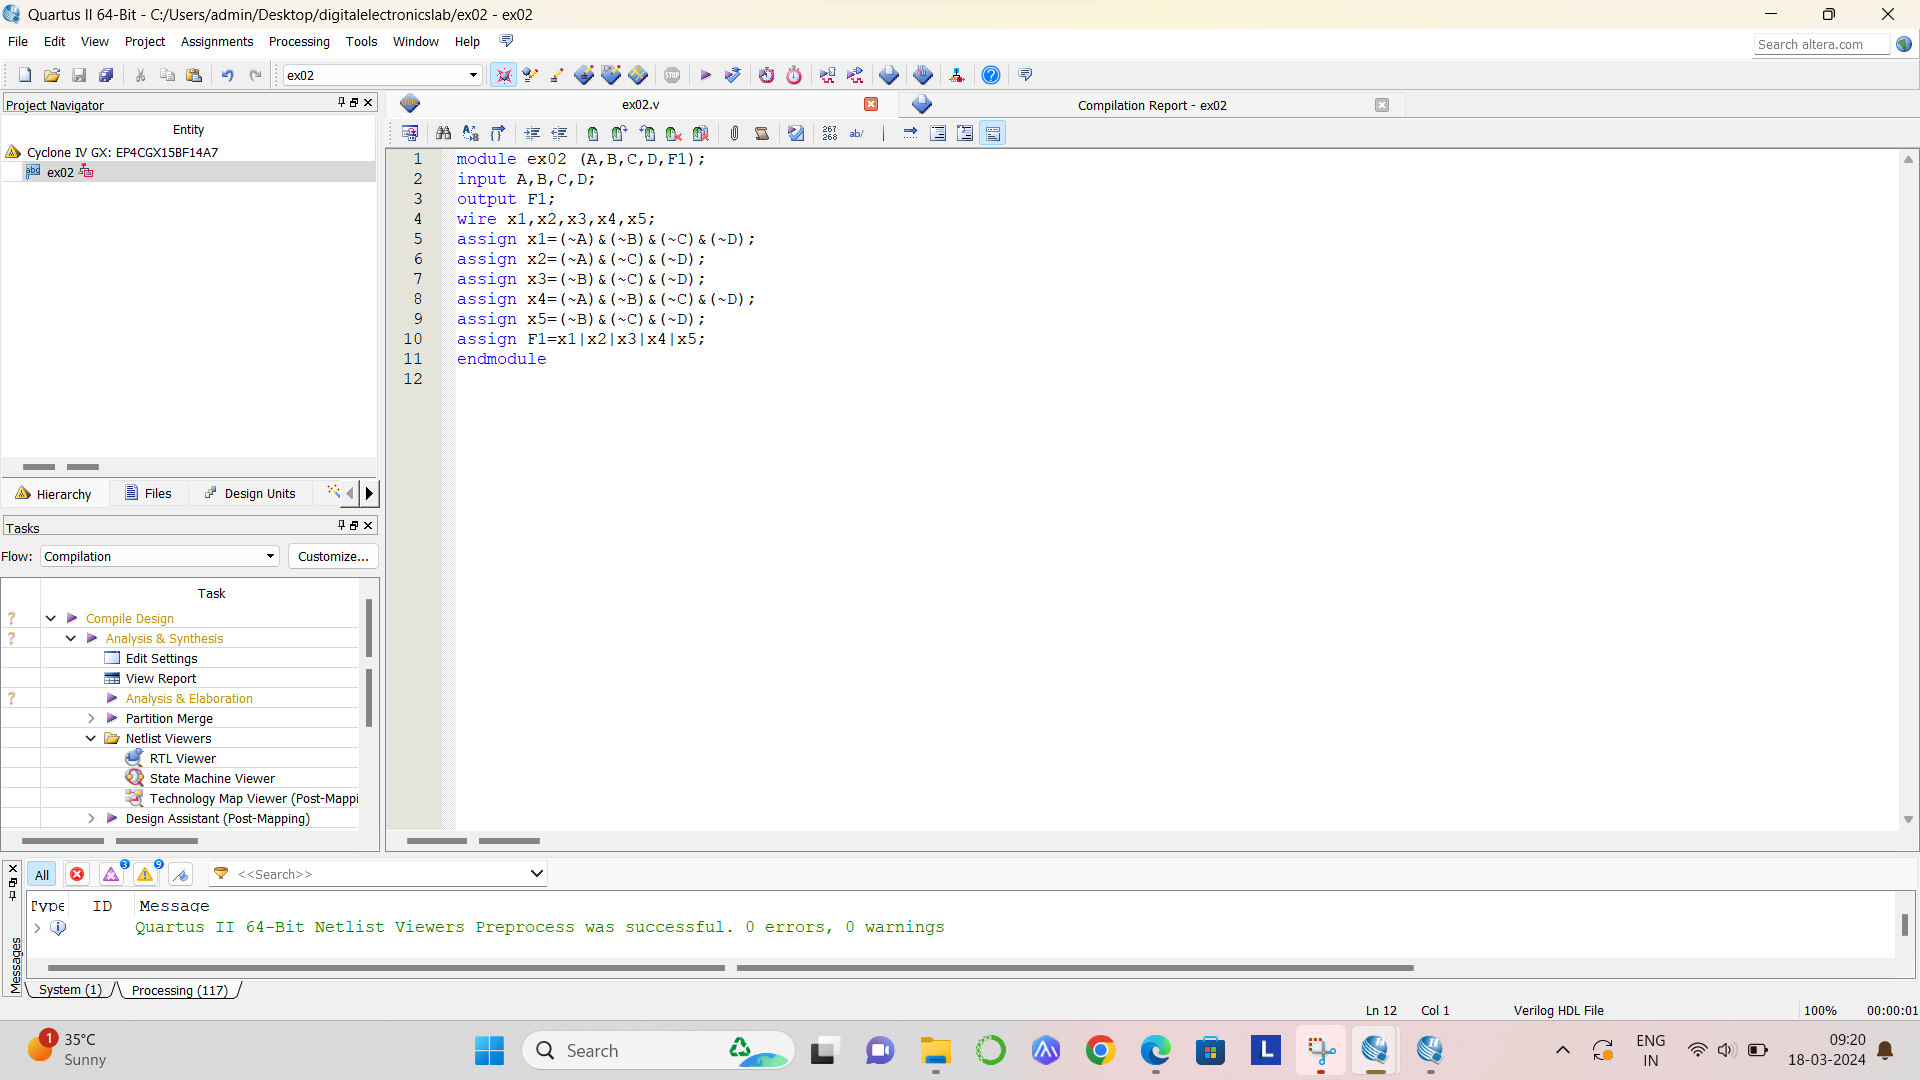 Quartus II 64-Bit - C:/Users/admin/Desktop/digitalelectronicslab/ex02 - ex02
File Edit View Project Assignments Processing Tools Window Help
Search altera.com
ex02
STOP
Project Navigator
Entity
Cyclone IV GX: EP4CGX15BF14A7
ex02
Hierarchy Files Design Units
Tasks
Flow: Compilation Customize...
Task
? Compile Design
? Analysis & Synthesis
Edit Settings
View Report
? Analysis & Elaboration
Partition Merge
Netlist Viewers
RTL Viewer
State Machine Viewer
Technology Map Viewer (Post-Mappi
Design Assistant (Post-Mapping)
ex02.v
Compilation Report - ex02
267
268
ab/
1 module ex02 (A,B,C,D,F1);
2 input A,B,C,D;
3 output F1;
4 wire x1,x2,x3,x4,x5;
5 assign x1=(~A)&(~B)&(~C)&(~D);
6 assign x2=(~A)&(~C)&(~D);
7 assign x3=(~B)&(~C)&(~D);
8 assign x4=(~A)&(~B)&(~C)&(~D);
9 assign x5=(~B)&(~C)&(~D);
10 assign F1=x1|x2|x3|x4|x5;
11 endmodule
12
Messages
All 3 9 <<Search>>
Type ID Message
Quartus II 64-Bit Netlist Viewers Preprocess was successful. 0 errors, 0 warnings
System (1) Processing (117)
Ln 12 Col 1 Verilog HDL File 100% 00:00:01
1
35°C
Sunny
Search
L
ENG
IN
09:20
18-03-2024